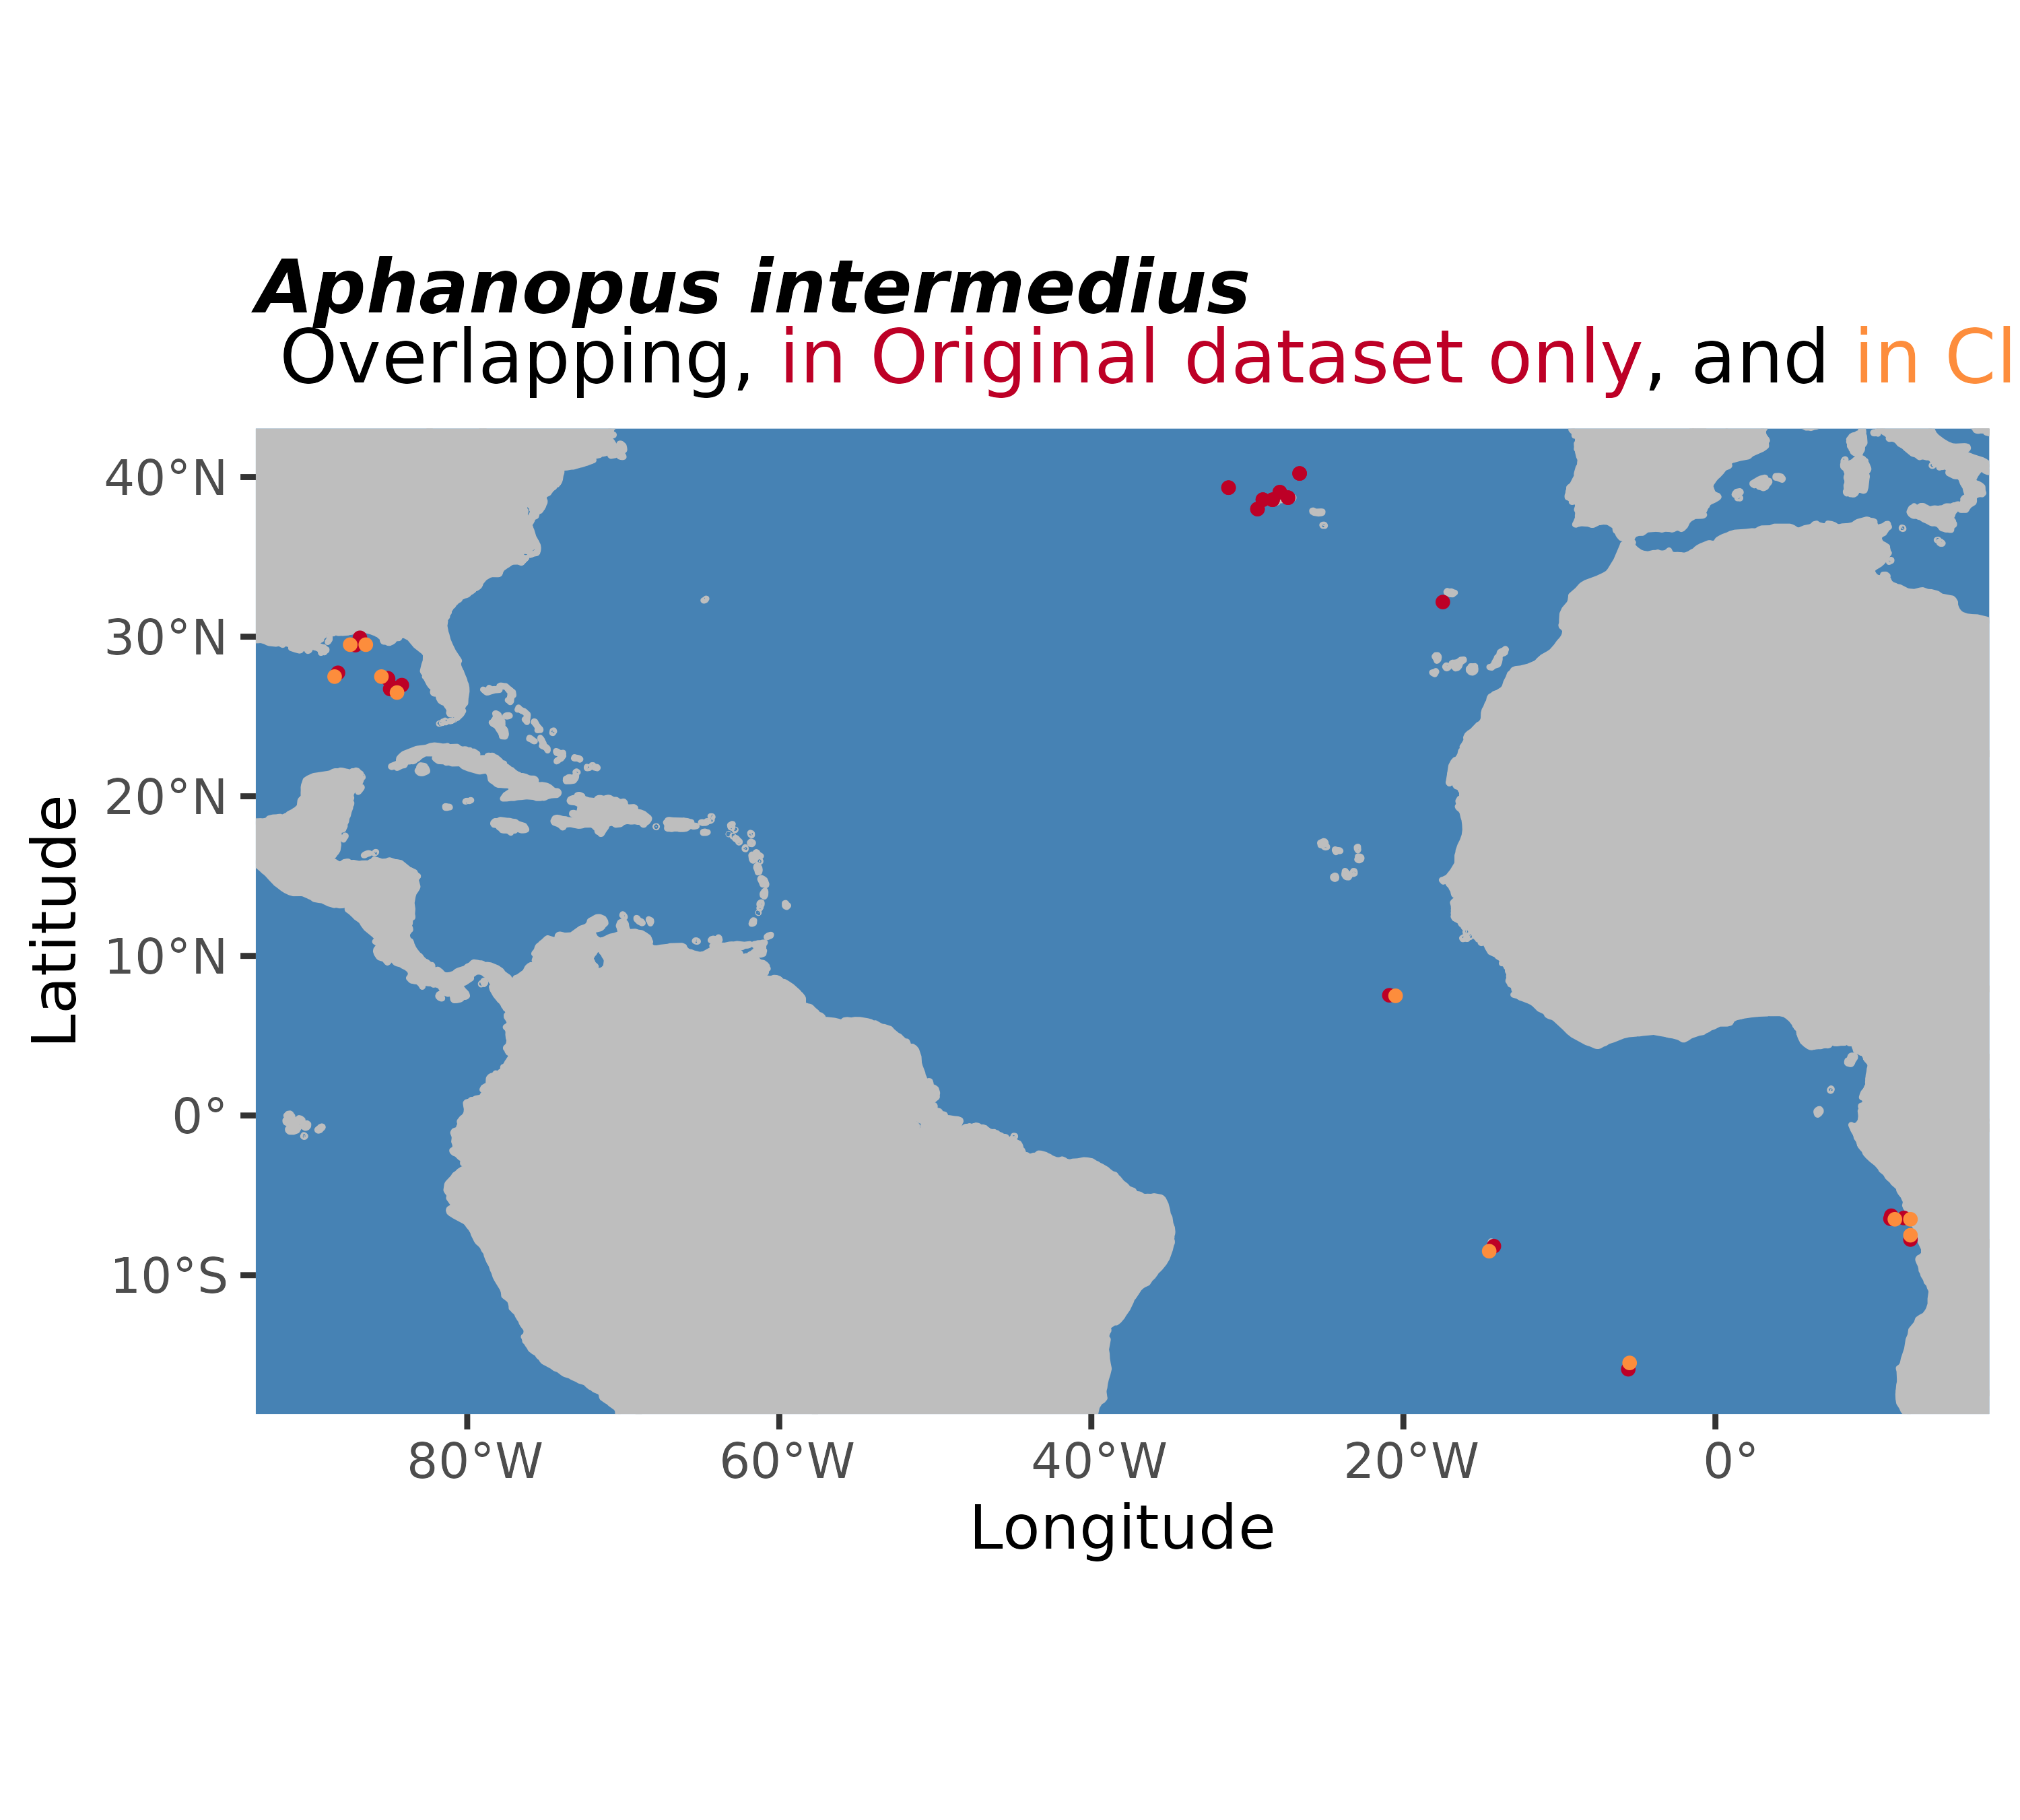 Aphanopus intermedius
Overlapping, in Original dataset only, and in Cl
40°N
30°N
20°N
10°N
0°
10°S
Latitude
80°W 60°W 40°W 20°W 0°
Longitude